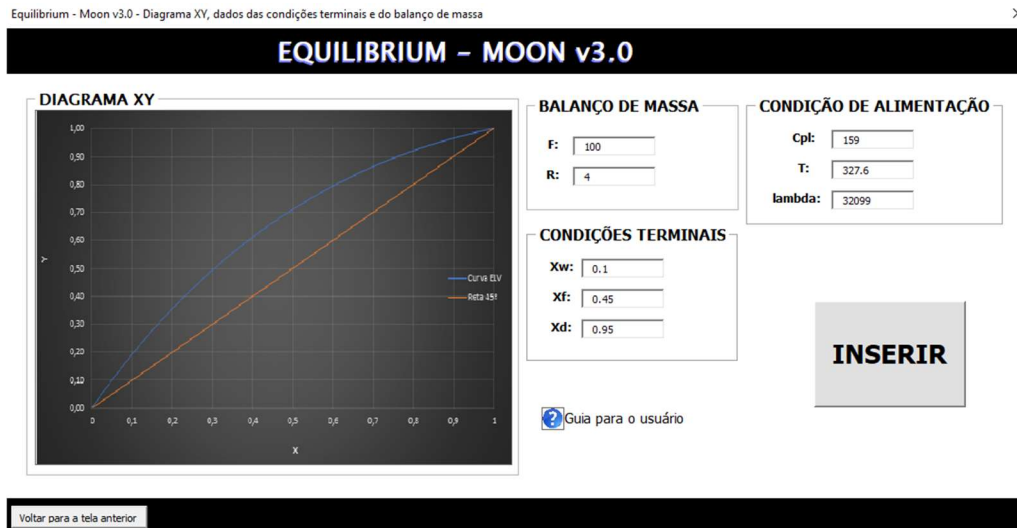 Equilibrium - Moon v3.0 - Diagrama XY, dados das condições terminais e do balanço de massa
EQUILIBRIUM – MOON v3.0
DIAGRAMA XY
1,00
0,90
0,80
0,70
0,60
0,50
0,40
0,30
0,20
0,10
0,00
Y
0 0,1 0,2 0,3 0,4 0,5 0,6 0,7 0,8 0,9 1
X
Curva ELV
Reta 45º
BALANÇO DE MASSA
F: 100
R: 4
CONDIÇÕES TERMINAIS
Xw: 0.1
Xf: 0.45
Xd: 0.95
Guia para o usuário
CONDIÇÃO DE ALIMENTAÇÃO
Cpl: 159
T: 327.6
lambda: 32099
INSERIR
Voltar para a tela anterior